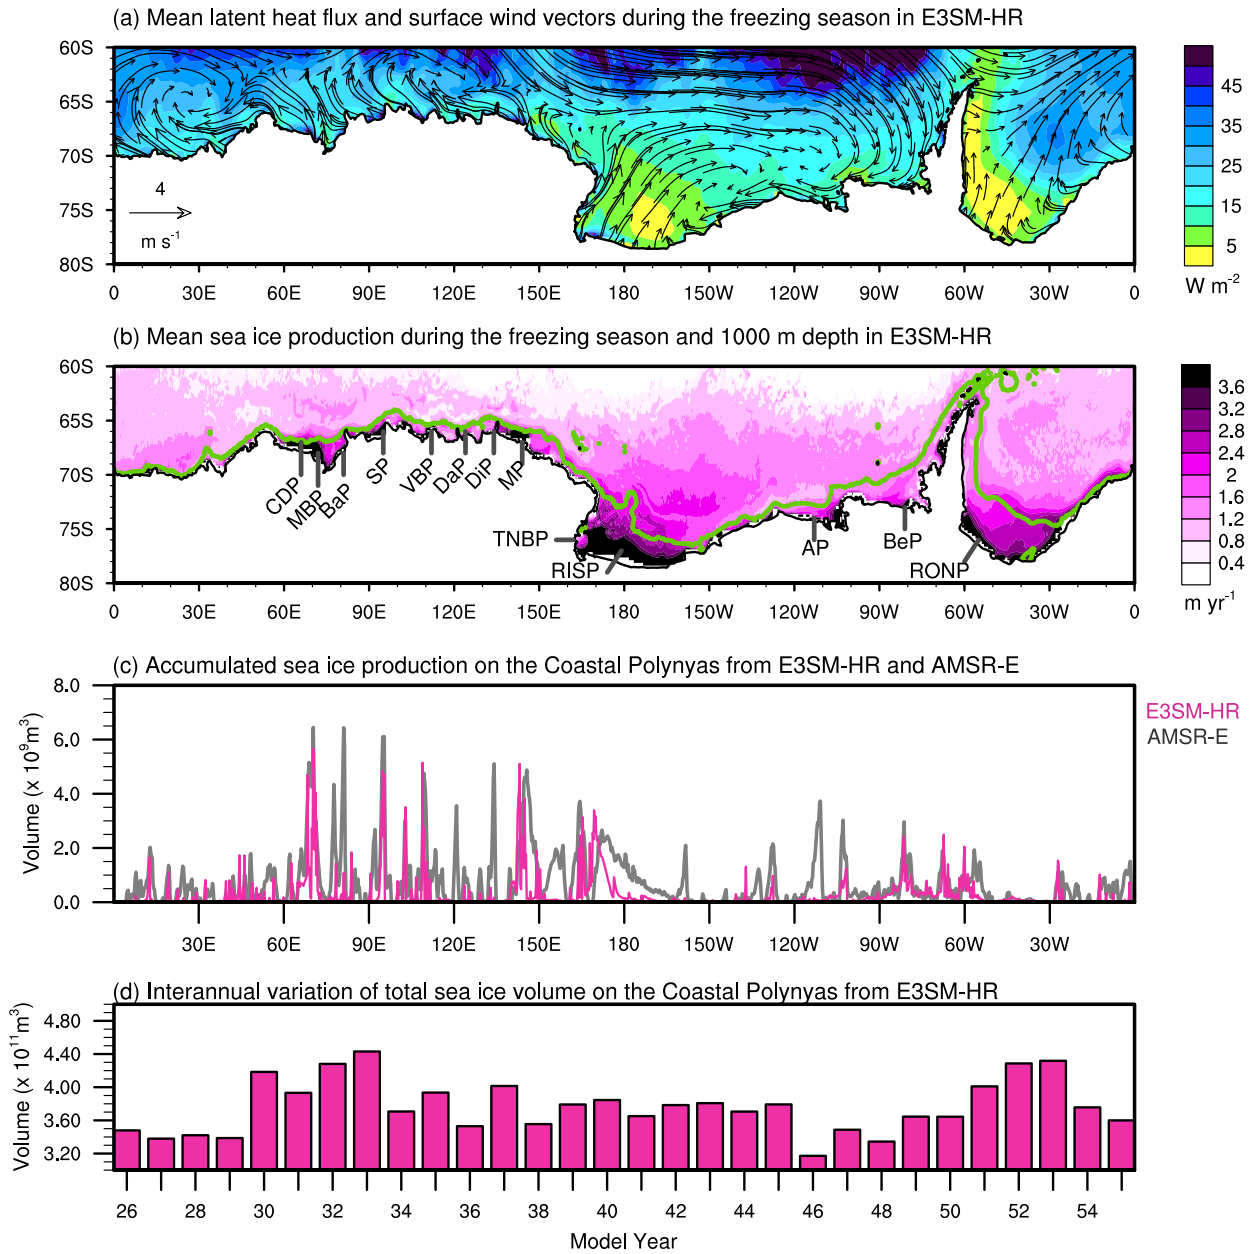 (a) Mean latent heat flux and surface wind vectors during the freezing season in E3SM-HR
60S
65S
70S
75S
80S
4
m s-1
0 30E 60E 90E 120E 150E 180 150W 120W 90W 60W 30W 0
45
35
25
15
5
W m-2
(b) Mean sea ice production during the freezing season and 1000 m depth in E3SM-HR
60S
65S
70S
75S
80S
CDP
MBP
BaP
SP
VBP
DaP
DiP
MP
TNBP
RISP
AP
BeP
RONP
0 30E 60E 90E 120E 150E 180 150W 120W 90W 60W 30W 0
3.6
3.2
2.8
2.4
2
1.6
1.2
0.8
0.4
m yr-1
(c) Accumulated sea ice production on the Coastal Polynyas from E3SM-HR and AMSR-E
Volume (x 10⁹m³)
8.0
6.0
4.0
2.0
0.0
30E 60E 90E 120E 150E 180 150W 120W 90W 60W 30W
E3SM-HR
AMSR-E
(d) Interannual variation of total sea ice volume on the Coastal Polynyas from E3SM-HR
Volume (x 10¹¹m³)
4.80
4.40
4.00
3.60
3.20
26 28 30 32 34 36 38 40 42 44 46 48 50 52 54
Model Year